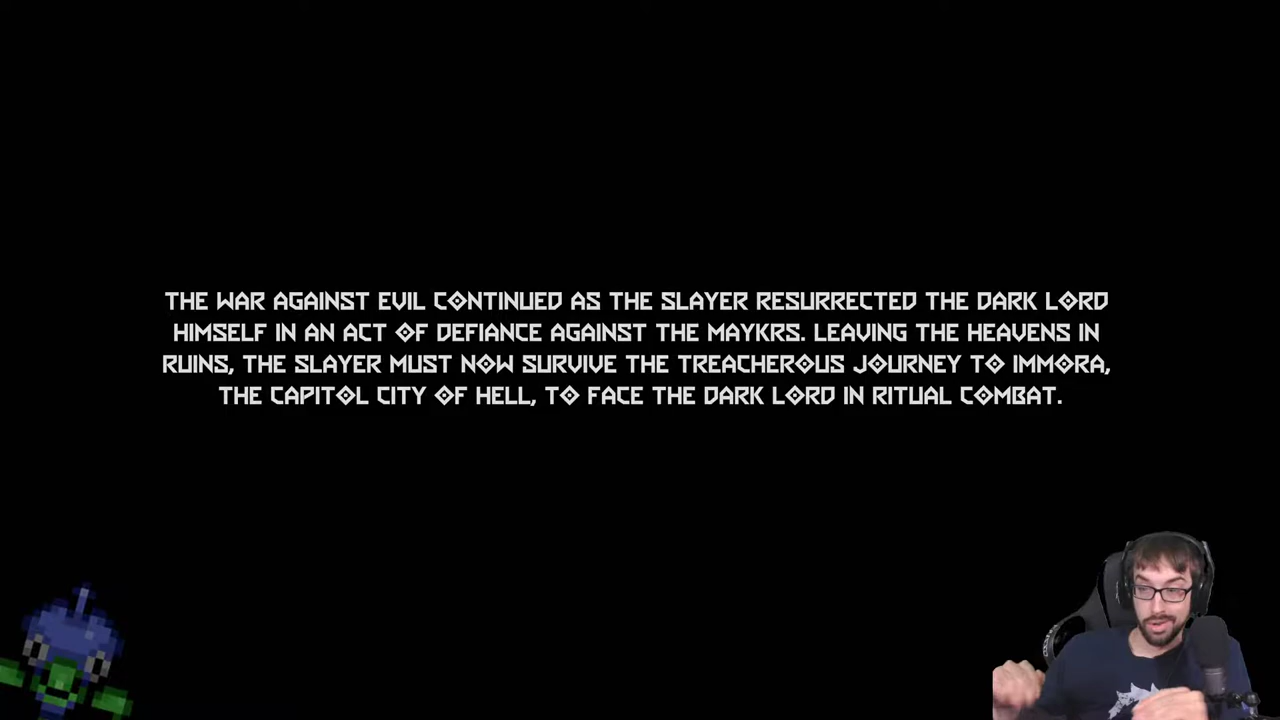 THE WAR AGAINST EVIL CONTINUED AS THE SLAYER RESURRECTED THE DARK LORD
HIMSELF IN AN ACT OF DEFIANCE AGAINST THE MAYKRS. LEAVING THE HEAVENS IN
RUINS, THE SLAYER MUST NOW SURVIVE THE TREACHEROUS JOURNEY TO IMMORA,
THE CAPITOL CITY OF HELL, TO FACE THE DARK LORD IN RITUAL COMBAT.